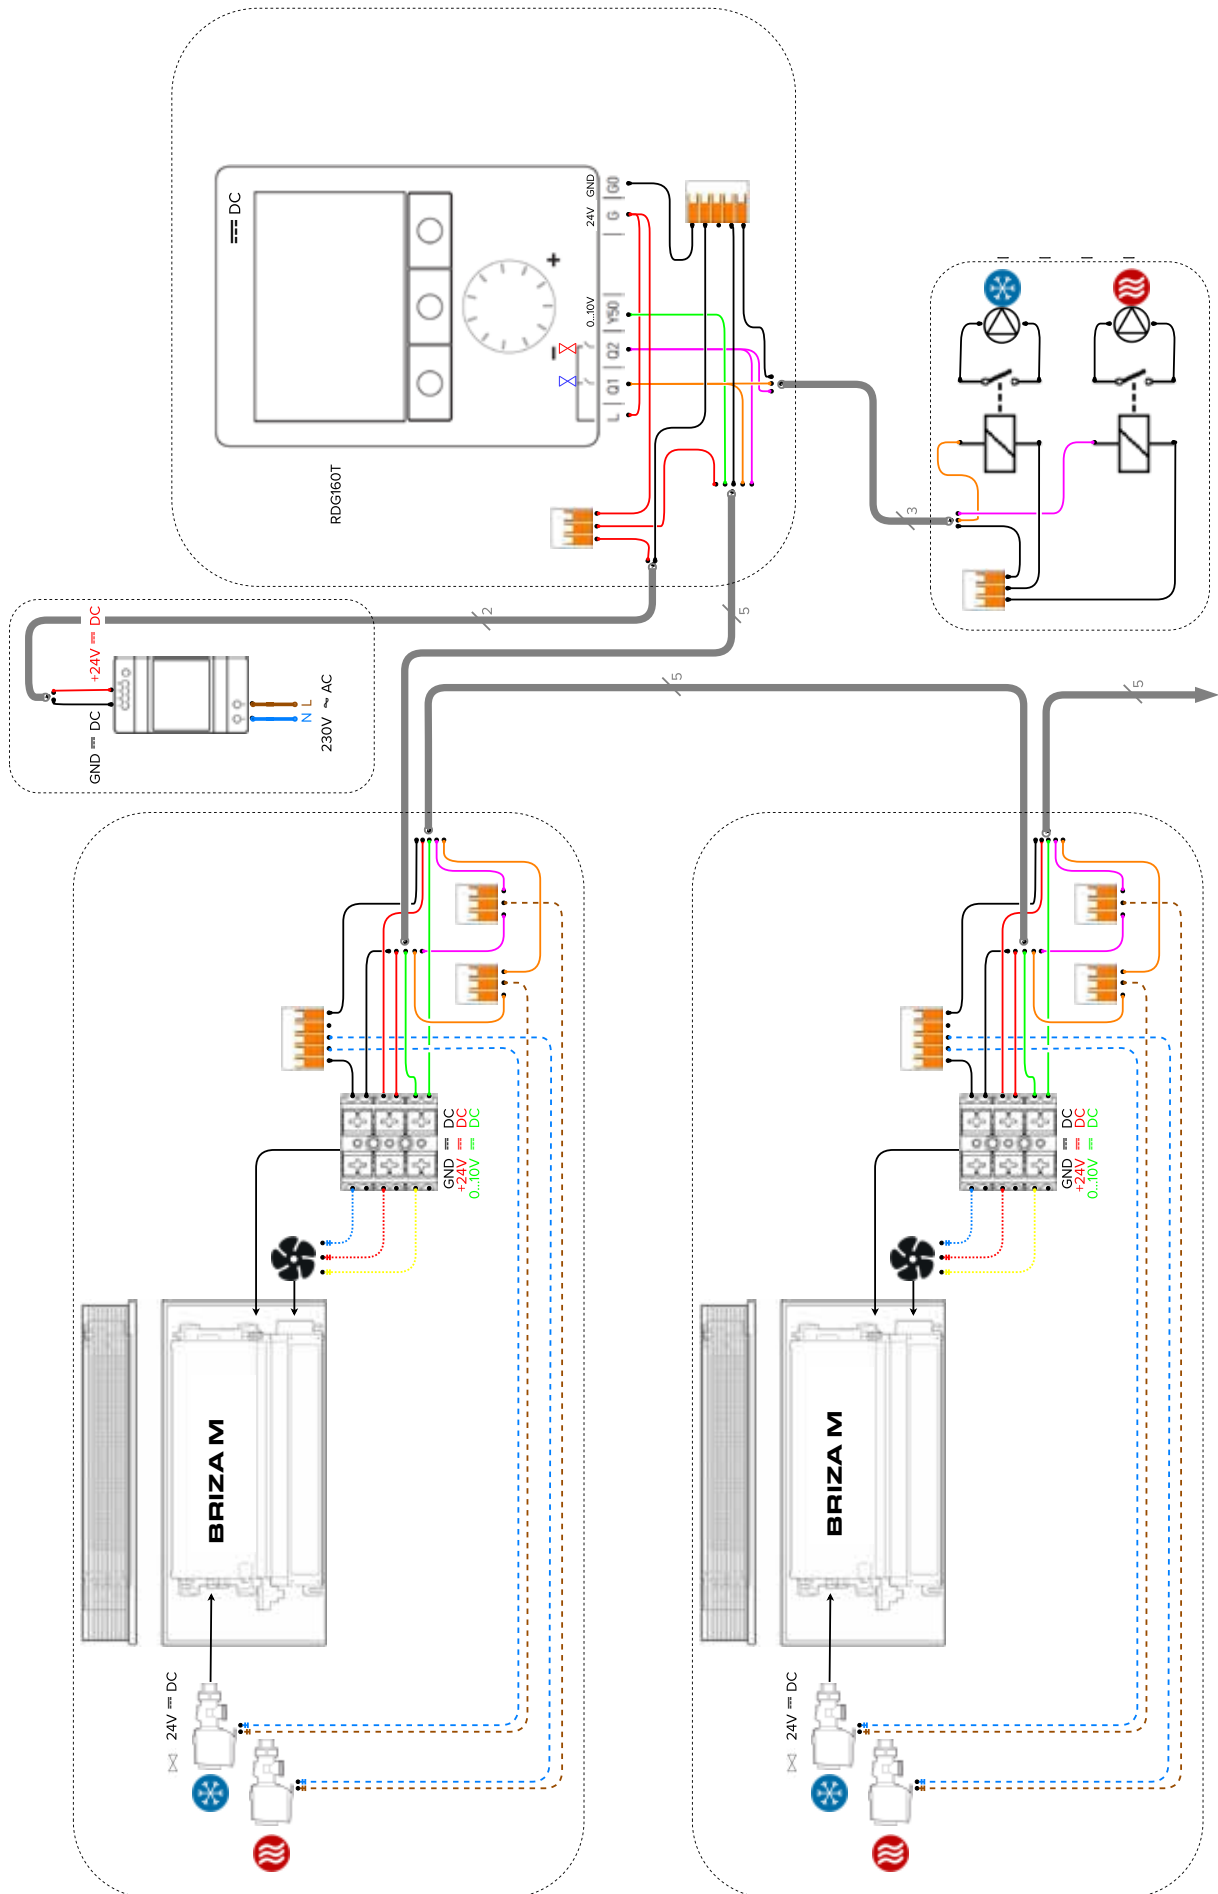 ⎓ DC
GND
24V
0...10V
G0
G
Y50
Q2
Q1
L
+
−
RDG160T
3
2
5
+24V ⎓ DC
GND ⎓ DC
L
N
230V ~ AC
5
5
GND ⎓ DC
+24V ⎓ DC
0...10V ⎓ DC
GND ⎓ DC
+24V ⎓ DC
0...10V ⎓ DC
BRIZA M
BRIZA M
24V ⎓ DC
24V ⎓ DC